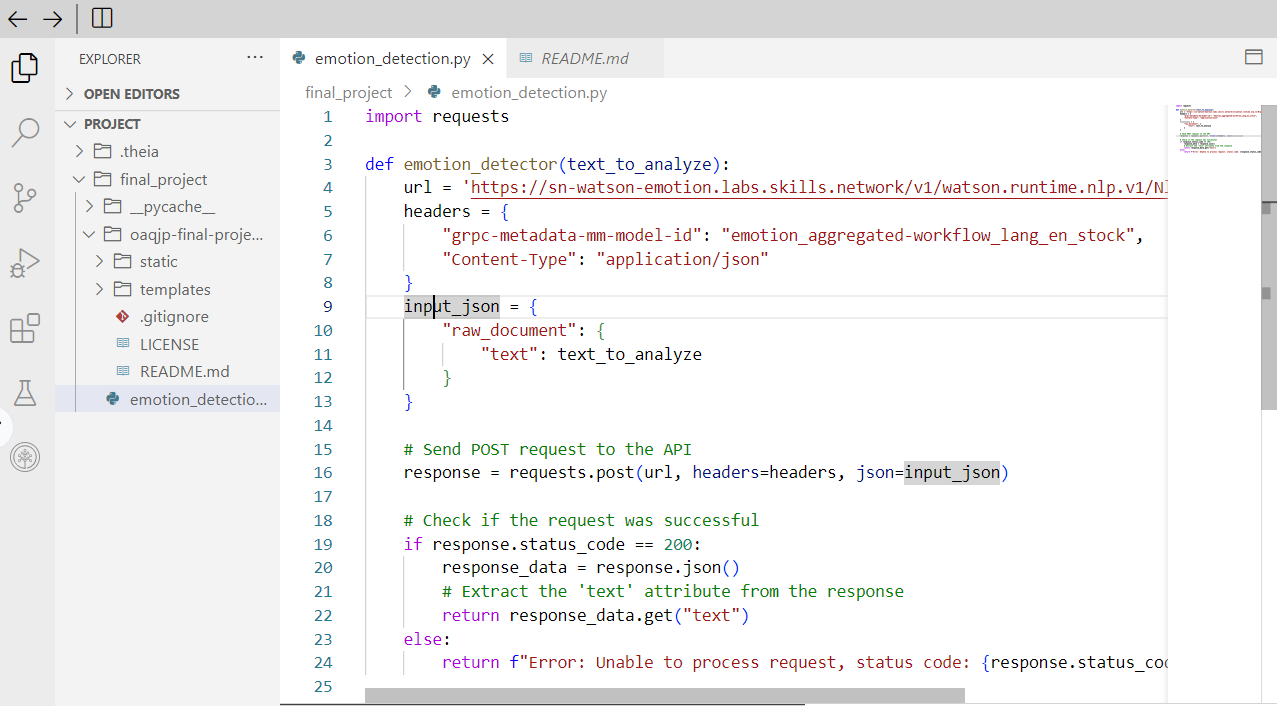 EXPLORER
...
OPEN EDITORS
PROJECT
.theia
final_project
__pycache__
oaqjp-final-proje...
static
templates
.gitignore
LICENSE
README.md
emotion_detectio...
emotion_detection.py
README.md
final_project > emotion_detection.py
1 import requests
2
3 def emotion_detector(text_to_analyze):
4     url = 'https://sn-watson-emotion.labs.skills.network/v1/watson.runtime.nlp.v1/Nl
5     headers = {
6         "grpc-metadata-mm-model-id": "emotion_aggregated-workflow_lang_en_stock",
7         "Content-Type": "application/json"
8     }
9     input_json = {
10         "raw_document": {
11             "text": text_to_analyze
12         }
13     }
14
15     # Send POST request to the API
16     response = requests.post(url, headers=headers, json=input_json)
17
18     # Check if the request was successful
19     if response.status_code == 200:
20         response_data = response.json()
21         # Extract the 'text' attribute from the response
22         return response_data.get("text")
23     else:
24         return f"Error: Unable to process request, status code: {response.status_cod
25